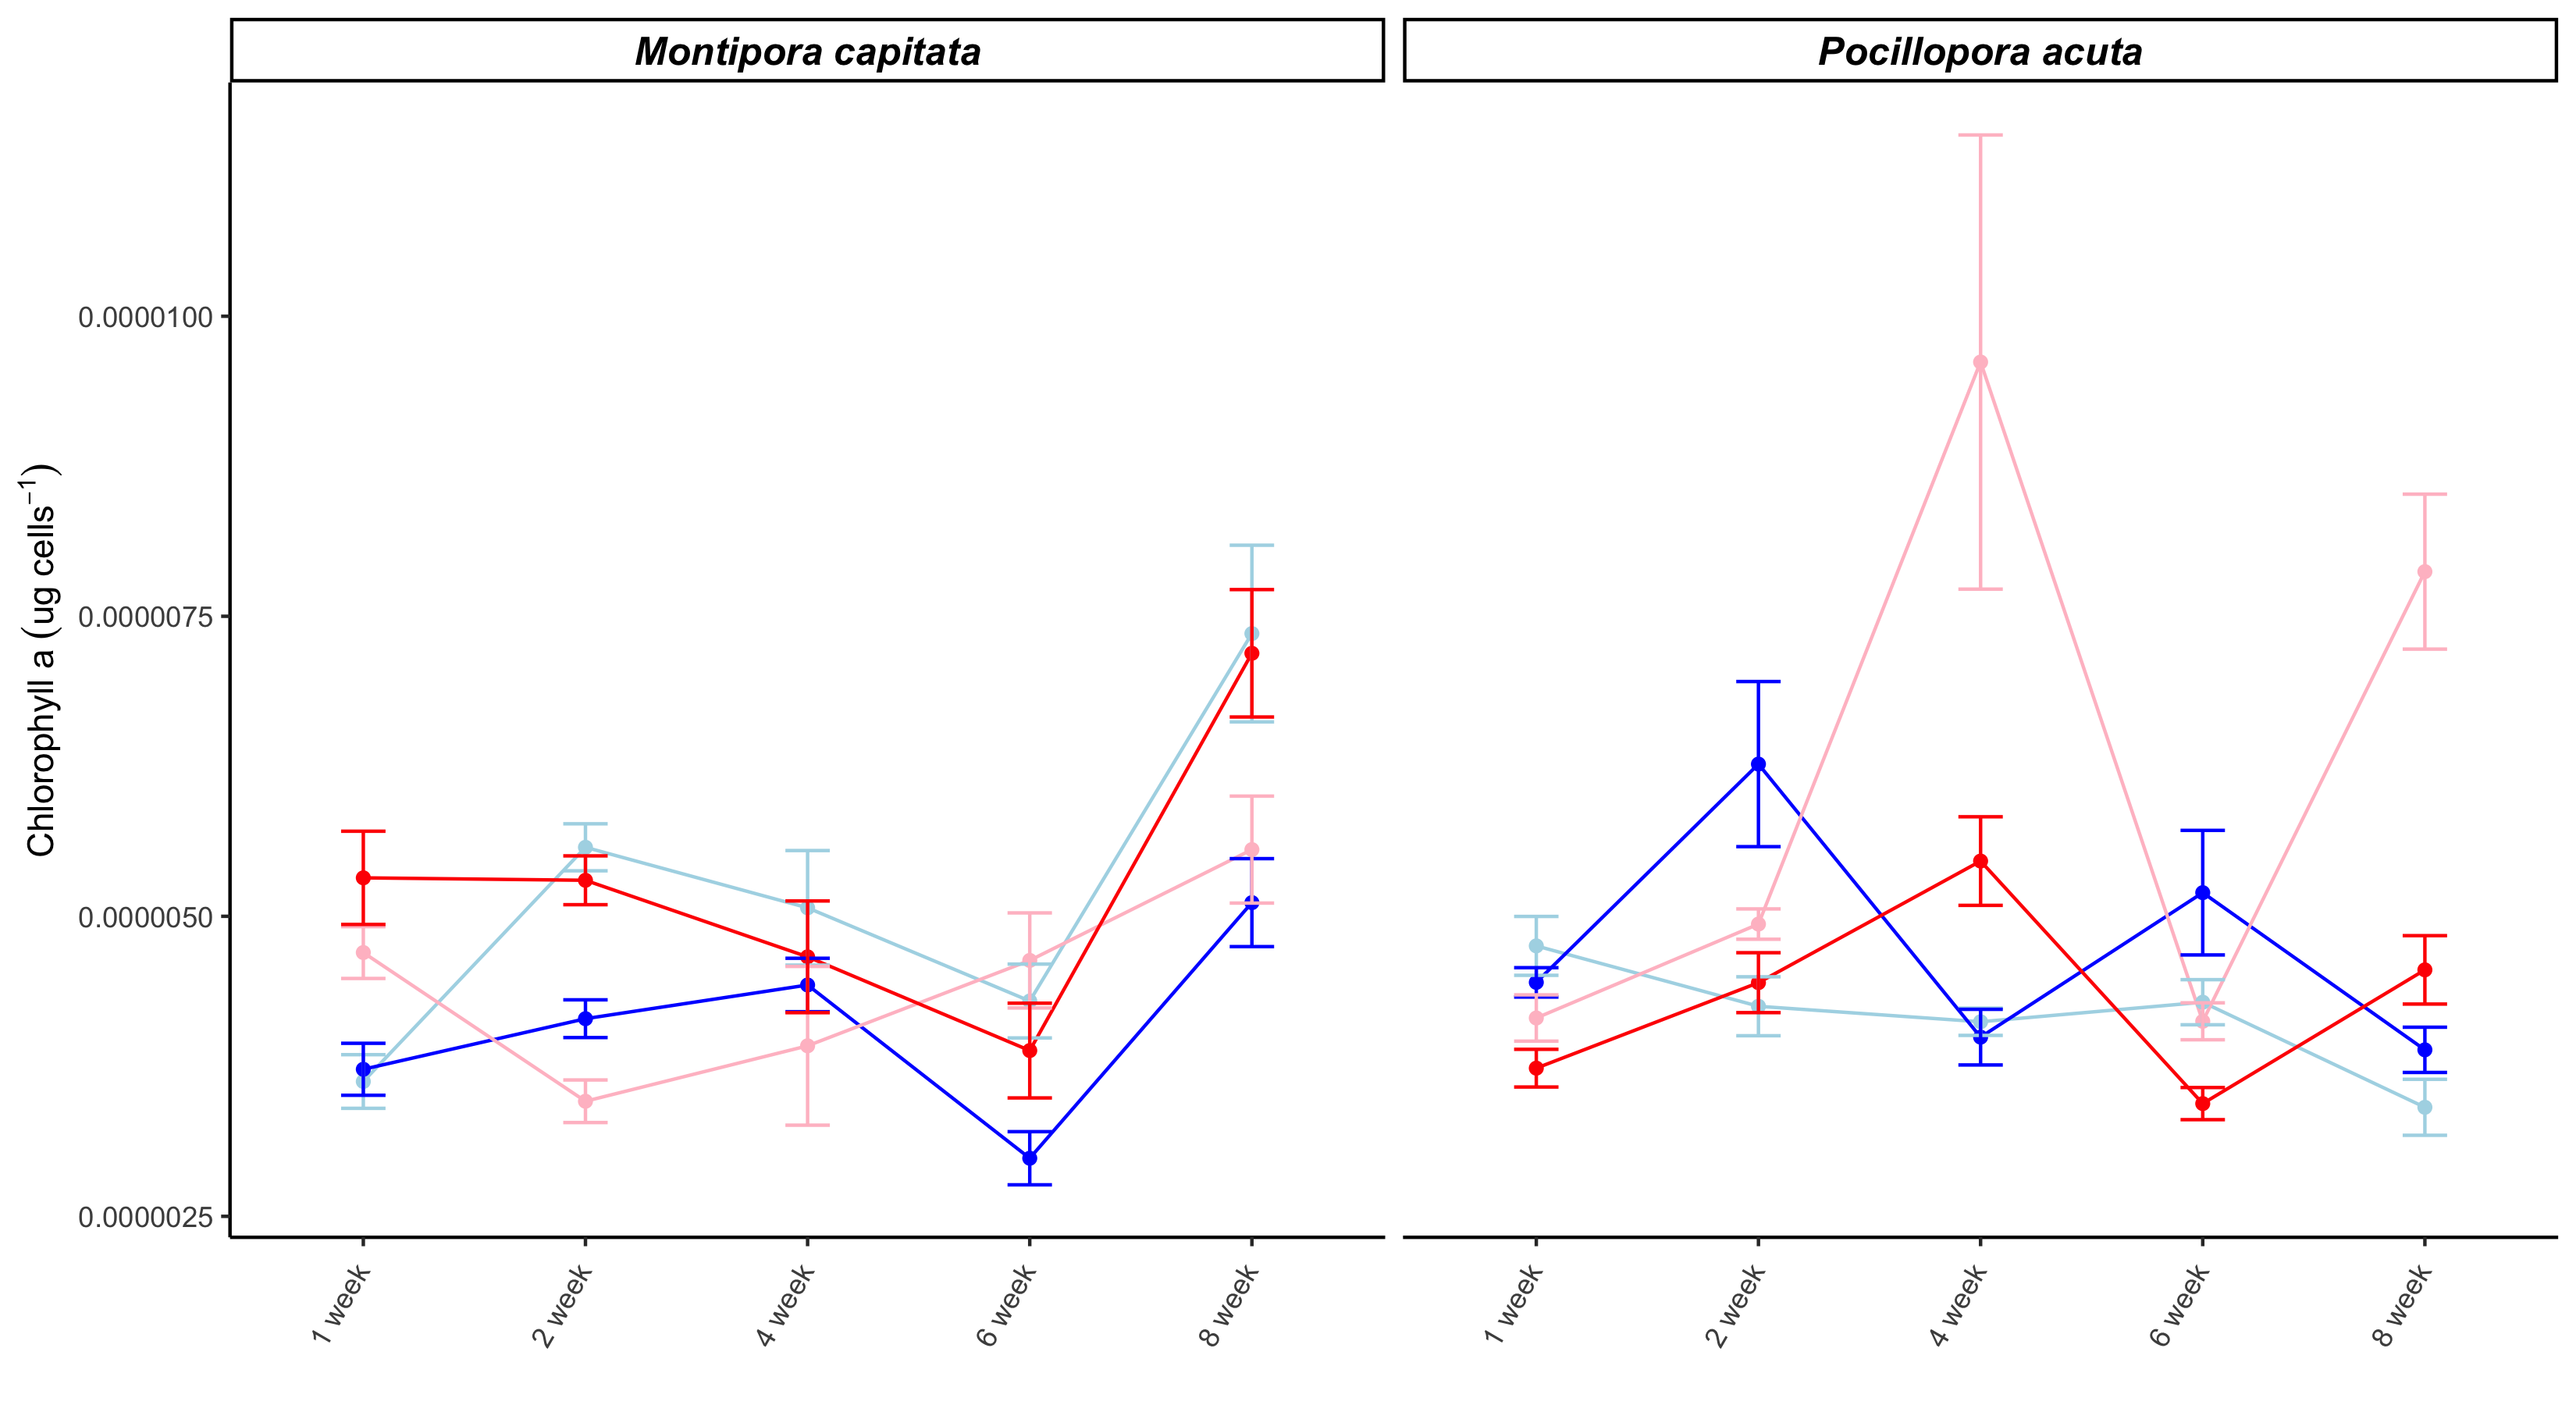 Montipora capitata
Pocillopora acuta
Chlorophyll a (ug cells⁻¹)
0.0000100
0.0000075
0.0000050
0.0000025
1 week
2 week
4 week
6 week
8 week
1 week
2 week
4 week
6 week
8 week